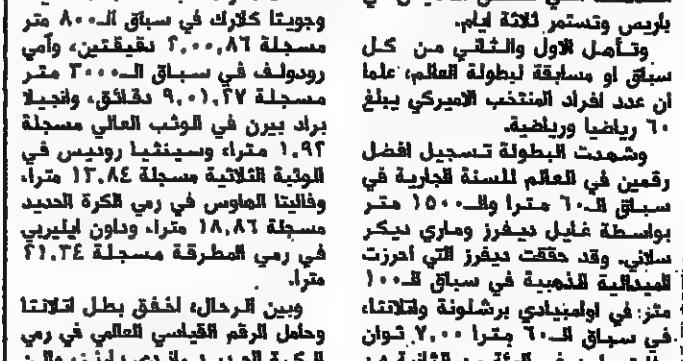 باريس وتستمر ثلاثة ايام.
وتأهل الاول والثاني من كل
سباق او مسابقة لبطولة العالم، علما
ان عدد افراد المنتخب الاميركي يبلغ
٦٠ رياضيا ورياضية.
وشهدت البطولة تسجيل افضل
رقمين في العالم للسنة الجارية في
سباق الـ٦٠ مترا والـ١٥٠٠ متر
بواسطة غايل ديفرز وماري ديكر
سلاني. وقد حققت ديفرز التي أحرزت
الميدالية الذهبية في سباق الـ١٠٠
متر في اولمبيادي برشلونة واتلانتا،
في سباق الـ٦٠ مترا ٧,٠٠ ثوان
وجويتا كلارك في سباق الـ٨٠٠ متر
مسجلة ٢,٠٠,٨٦ دقيقتين، وآمي
رودولف في سباق الـ٣٠٠٠ متر
مسجلة ٩,٠١,٢٧ دقائق، وانجيلا
براد بيرن في الوثب العالي مسجلة
١,٩٢ مترا، وسينثيا روديس في
الوثبة الثلاثية مسجلة ١٣,٨٤ مترا،
وفاليتا الهاوس في رمي الكرة الحديد
مسجلة ١٨,٨٦ مترا، وداون ايليربي
في رمي المطرقة مسجلة ٢١,٣٤
مترا.
وبين الرجال، اخفق بطل اتلانتا
وحامل الرقم القياسي العالمي في رمي